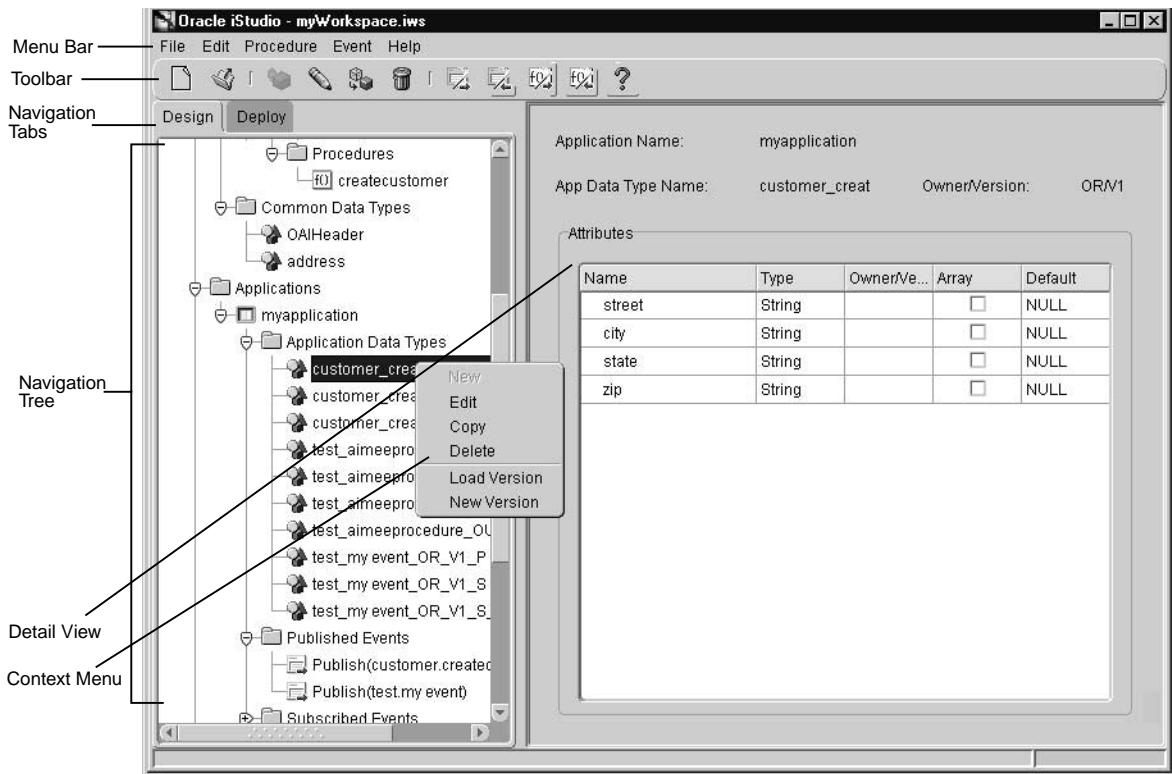 Oracle iStudio - myWorkspace.iws
Menu Bar
File Edit Procedure Event Help
Toolbar
Navigation
Tabs
Design Deploy
Procedures
f() createcustomer
Common Data Types
OAIHeader
address
Applications
myapplication
Application Data Types
customer_crea
customer_crea
customer_crea
test_aimeepro
test_aimeepro
test_aimeepro
test_aimeeprocedure_OU
test_my event_OR_V1_P
test_my event_OR_V1_S
test_my event_OR_V1_S_
Published Events
Publish(customer.created
Publish(test.my event)
Subscribed Events
New
Edit
Copy
Delete
Load Version
New Version
Navigation
Tree
Detail View
Context Menu
Application Name: myapplication
App Data Type Name: customer_creat Owner/Version: OR/V1
Attributes
Name Type Owner/Ve... Array Default
street String NULL
city String NULL
state String NULL
zip String NULL